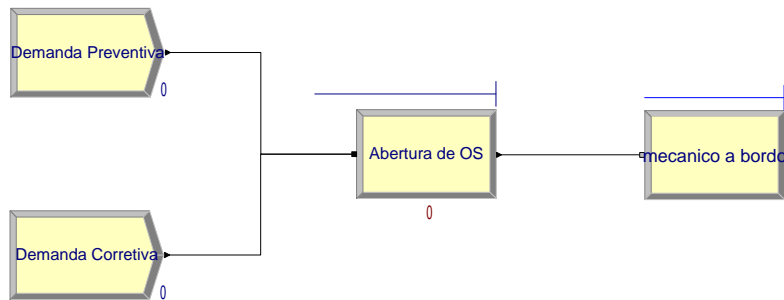 Demanda Preventiva
0
Abertura de OS
0
mecanico a bordo
Demanda Corretiva
0